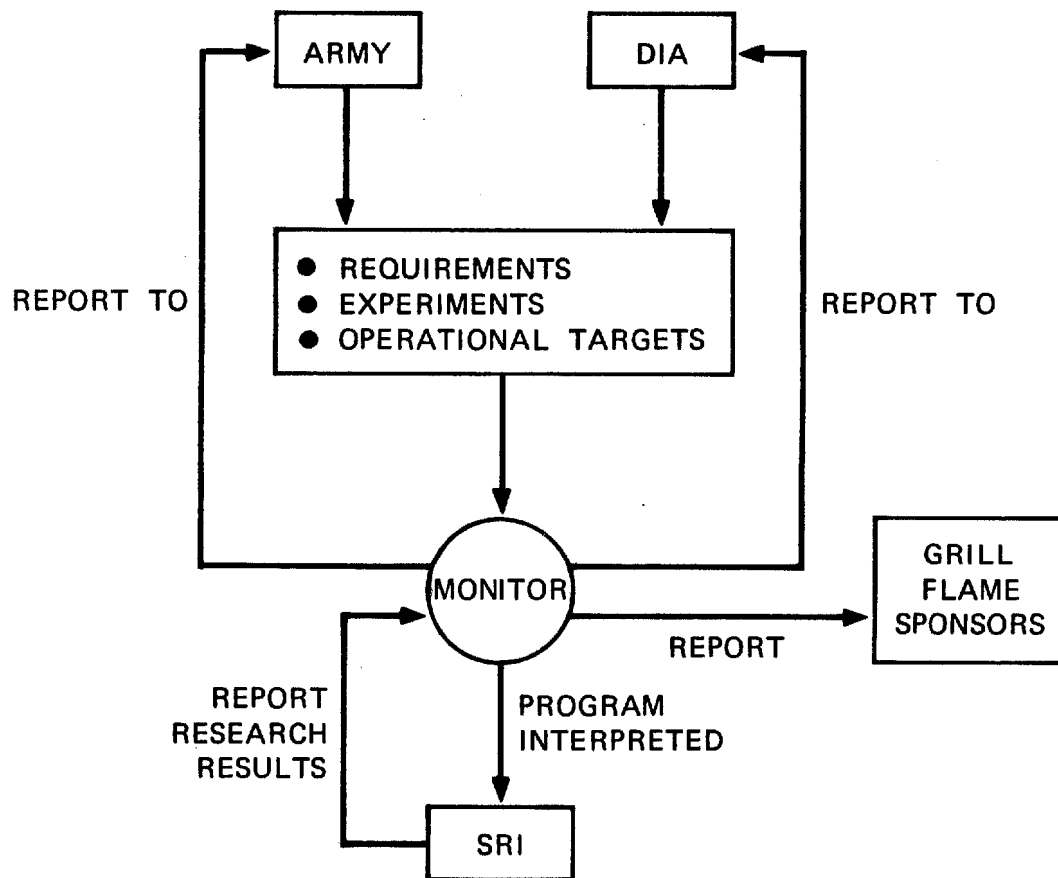 ARMY
DIA
● REQUIREMENTS
● EXPERIMENTS
● OPERATIONAL TARGETS
REPORT TO
REPORT TO
MONITOR
GRILL
FLAME
SPONSORS
REPORT
REPORT
RESEARCH
RESULTS
PROGRAM
INTERPRETED
SRI